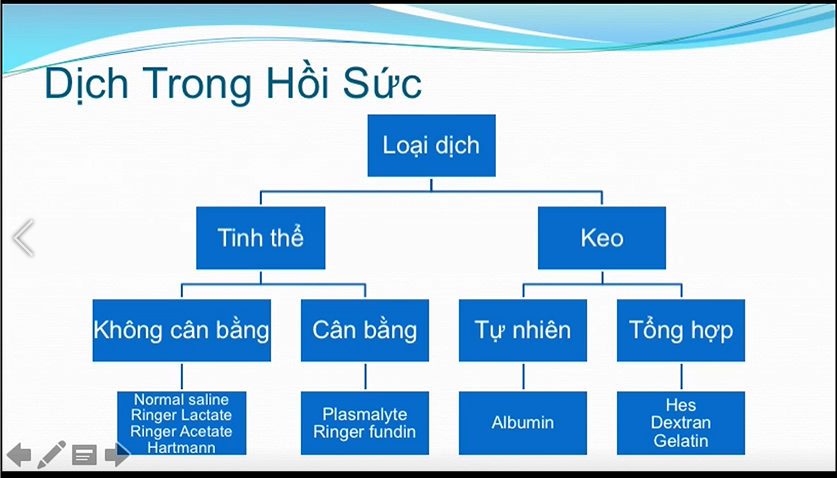 Dịch Trong Hồi Sức
Loại dịch
Tinh thể
Keo
Không cân bằng
Cân bằng
Tự nhiên
Tổng hợp
Normal saline
Ringer Lactate
Ringer Acetate
Hartmann
Plasmalyte
Ringer fundin
Albumin
Hes
Dextran
Gelatin